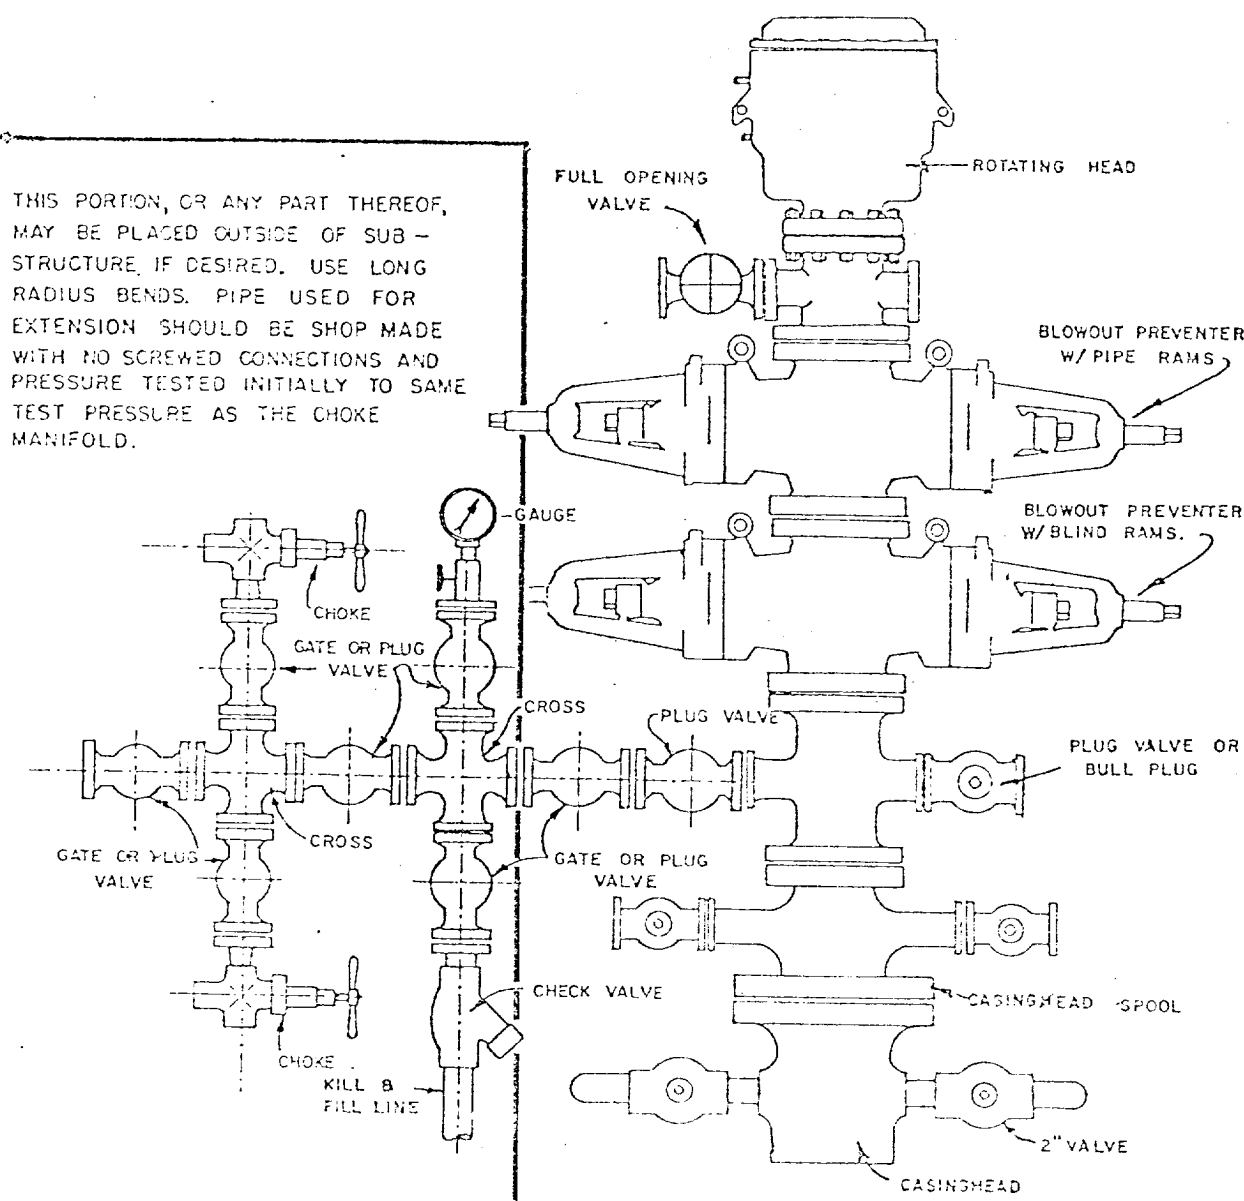 THIS PORTION, OR ANY PART THEREOF,
MAY BE PLACED OUTSIDE OF SUB-
STRUCTURE IF DESIRED. USE LONG
RADIUS BENDS. PIPE USED FOR
EXTENSION SHOULD BE SHOP MADE
WITH NO SCREWED CONNECTIONS AND
PRESSURE TESTED INITIALLY TO SAME
TEST PRESSURE AS THE CHOKE
MANIFOLD.
ROTATING HEAD
FULL OPENING
VALVE
BLOWOUT PREVENTER
W/PIPE RAMS
GAUGE
BLOWOUT PREVENTER
W/BLIND RAMS.
CHOKE
GATE OR PLUG
VALVE
CROSS
PLUG VALVE
PLUG VALVE OR
BULL PLUG
CROSS
GATE OR PLUG
VALVE
GATE OR PLUG
VALVE
CHECK VALVE
CASINGHEAD SPOOL
CHOKE
KILL &
FILL LINE
2" VALVE
CASINGHEAD